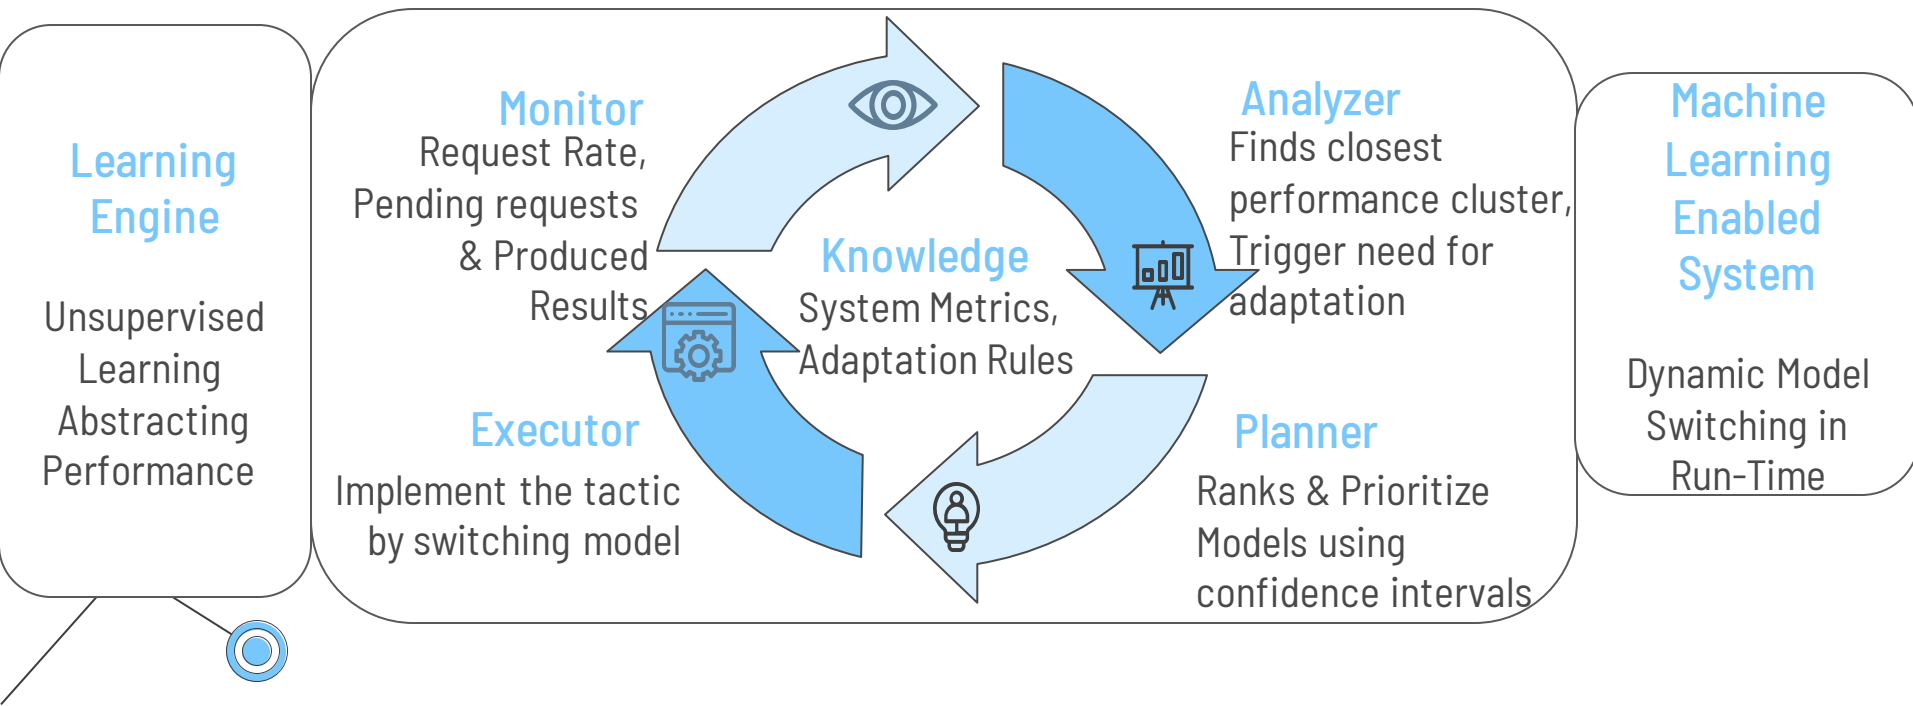 Learning
Engine
Unsupervised
Learning
Abstracting
Performance
Monitor
Request Rate,
Pending requests
& Produced
Results
Analyzer
Finds closest
performance cluster,
Trigger need for
adaptation
Knowledge
System Metrics,
Adaptation Rules
Executor
Implement the tactic
by switching model
Planner
Ranks & Prioritize
Models using
confidence intervals
Machine
Learning
Enabled
System
Dynamic Model
Switching in
Run-Time